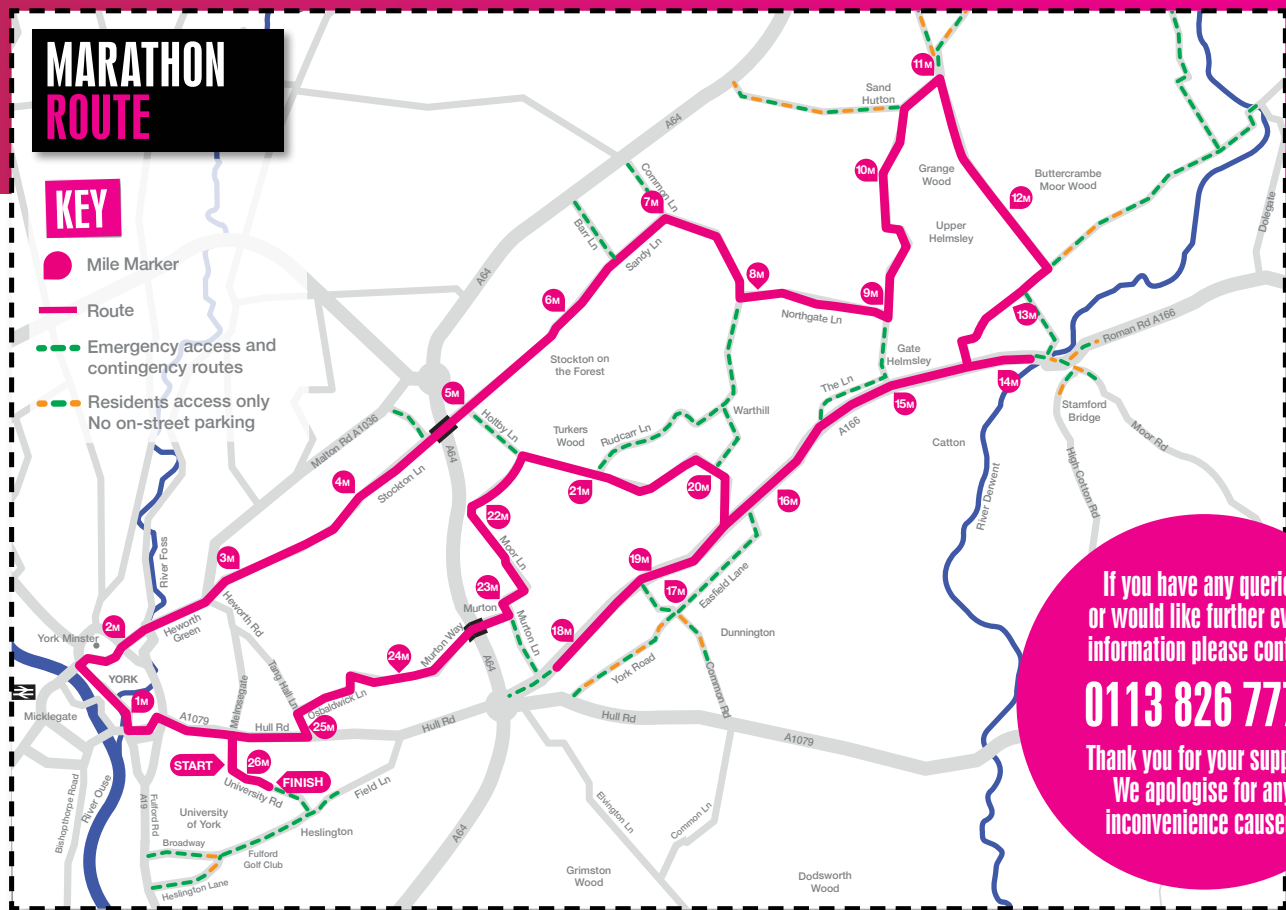 MARATHON
ROUTE
KEY
Mile Marker
Route
Emergency access and
contingency routes
Residents access only
No on-street parking
11M
Sand
Hutton
A64
Common Ln
7M
Barr Ln
Sandy Ln
10M
Grange
Wood
Buttercrambe
Moor Wood
12M
Upper
Helmsley
Dolegate
A64
6M
8M
9M
Northgate Ln
13M
Roman Rd A166
Stockton on
the Forest
Gate
Helmsley
The Ln
14M
15M
A166
Stamford
Bridge
5M
Malton Rd A1036
Holtby Ln
A64
Turkers
Wood
Rudcarr Ln
Warthill
Catton
Moor Rd
High Cotton Rd
River Derwent
4M
Stockton Ln
21M
20M
16M
22M
Moor Ln
3M
River Foss
19M
17M
Easfield Lane
23M
Murton
Heworth Rd
Heworth
Green
2M
York Minster
Murton Way
Murton Ln
18M
Dunnington
A64
24M
York Road
Common Rd
YORK
1M
Micklegate
A1079
Melrosegate
Tang Hall Ln
Osbaldwick Ln
Hull Rd
25M
Hull Rd
Hull Rd
A1079
START
26M
FINISH
University Rd
Field Ln
Bishopthorpe Road
River Ouse
A19
Fulford Rd
University
of York
Heslington
Broadway
Fulford
Golf Club
Heslington Lane
A64
Elvington Ln
Common Ln
Grimston
Wood
Dodsworth
Wood
If you have any querie
or would like further ev
information please cont
0113 826 777
Thank you for your supp
We apologise for any
inconvenience cause